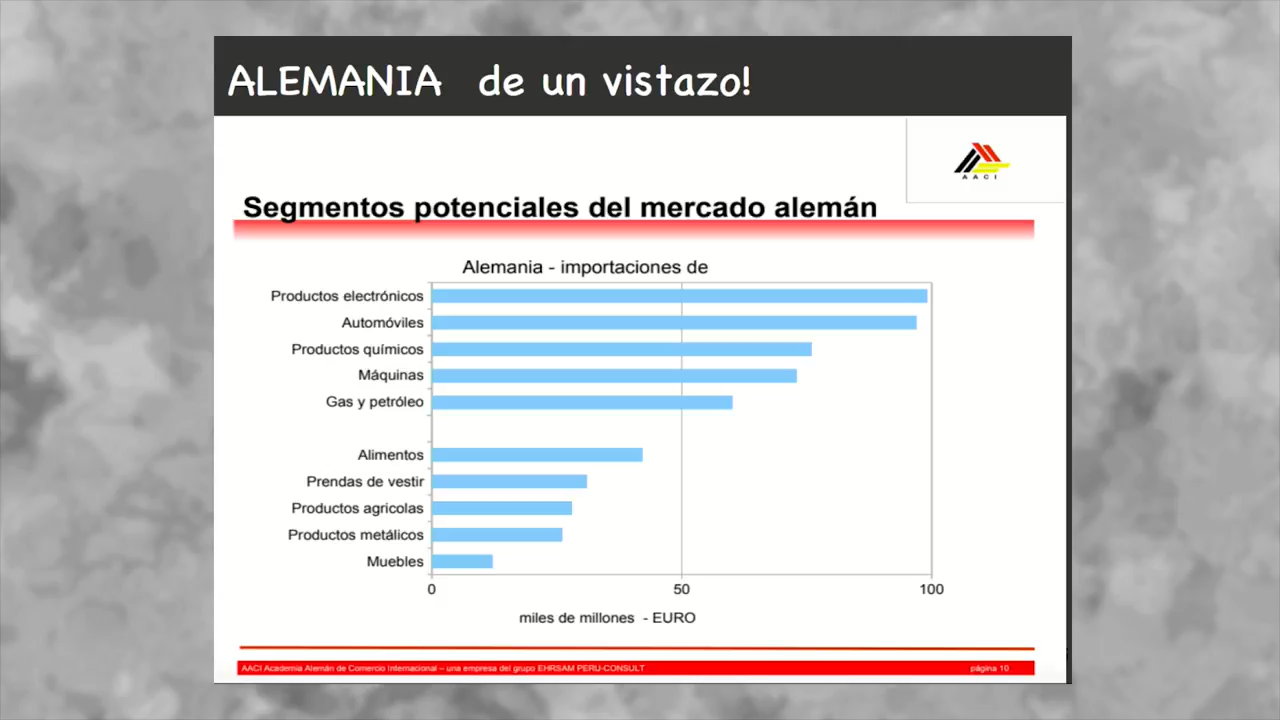 ALEMANIA de un vistazo!
AACI
Segmentos potenciales del mercado alemán
Alemania - importaciones de
Productos electrónicos
Automóviles
Productos químicos
Máquinas
Gas y petróleo
Alimentos
Prendas de vestir
Productos agricolas
Productos metálicos
Muebles
0 50 100
miles de millones - EURO
AACI Academia Alemán de Comercio Internacional – una empresa del grupo EHRSAM PERU-CONSULT página 10